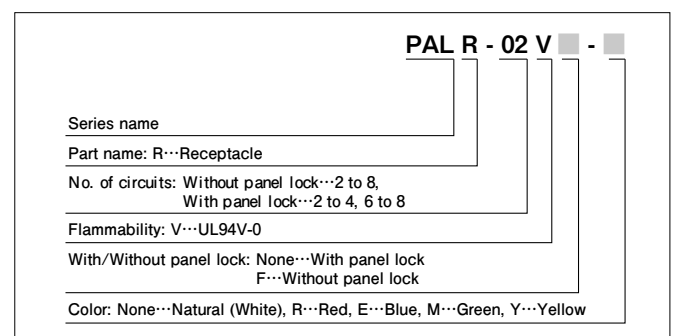 PAL R - 02 V -
Series name
Part name: R…Receptacle
No. of circuits: Without panel lock…2 to 8,
With panel lock…2 to 4, 6 to 8
Flammability: V…UL94V-0
With/Without panel lock: None…With panel lock
F…Without panel lock
Color: None…Natural (White), R…Red, E…Blue, M…Green, Y…Yellow